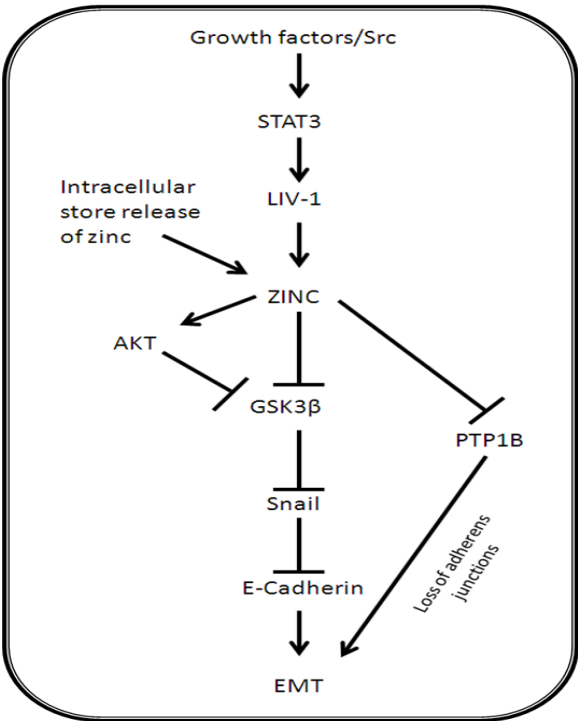 Growth factors/Src
STAT3
LIV-1
Intracellular
store release
of zinc
ZINC
AKT
GSK3β
PTP1B
Snail
E-Cadherin
Loss of adherens
junctions
EMT